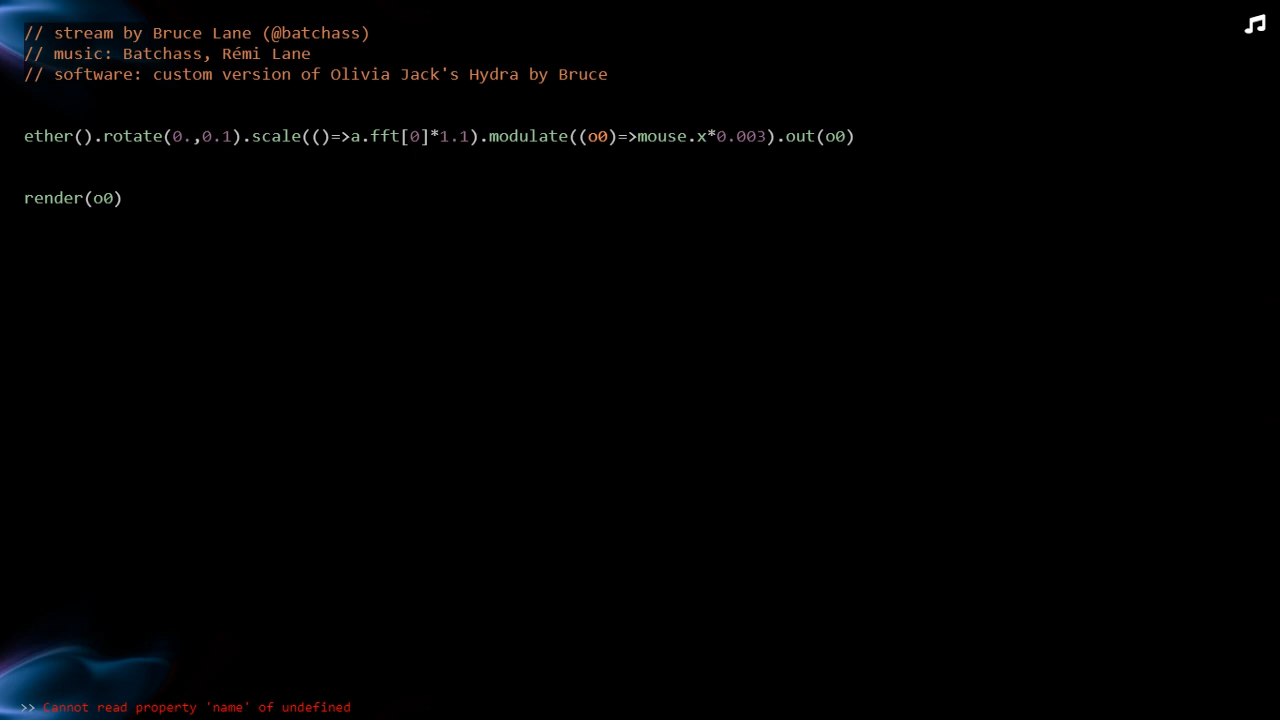 // stream by Bruce Lane (@batchass)
// music: Batchass, Rémi Lane
// software: custom version of Olivia Jack's Hydra by Bruce
ether().rotate(0.,0.1).scale(()=>a.fft[0]*1.1).modulate((o0)=>mouse.x*0.003).out(o0)
render(o0)
>> Cannot read property 'name' of undefined